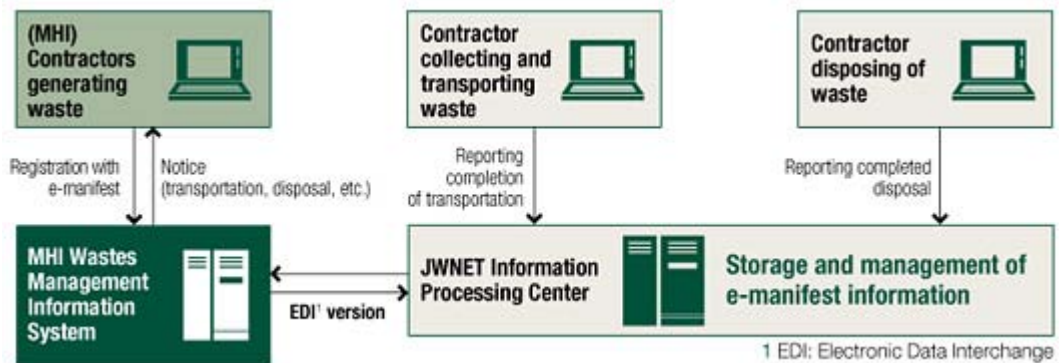 (MHI)
Contractors
generating
waste
Contractor
collecting and
transporting
waste
Contractor
disposing of
waste
Registration with
e-manifest
Notice
(transportation, disposal, etc.)
Reporting
completion
of transportation
Reporting completed
disposal
MHI Wastes
Management
Information
System
EDI¹ version
JWNET Information
Processing Center
Storage and management of
e-manifest information
1 EDI: Electronic Data Interchange